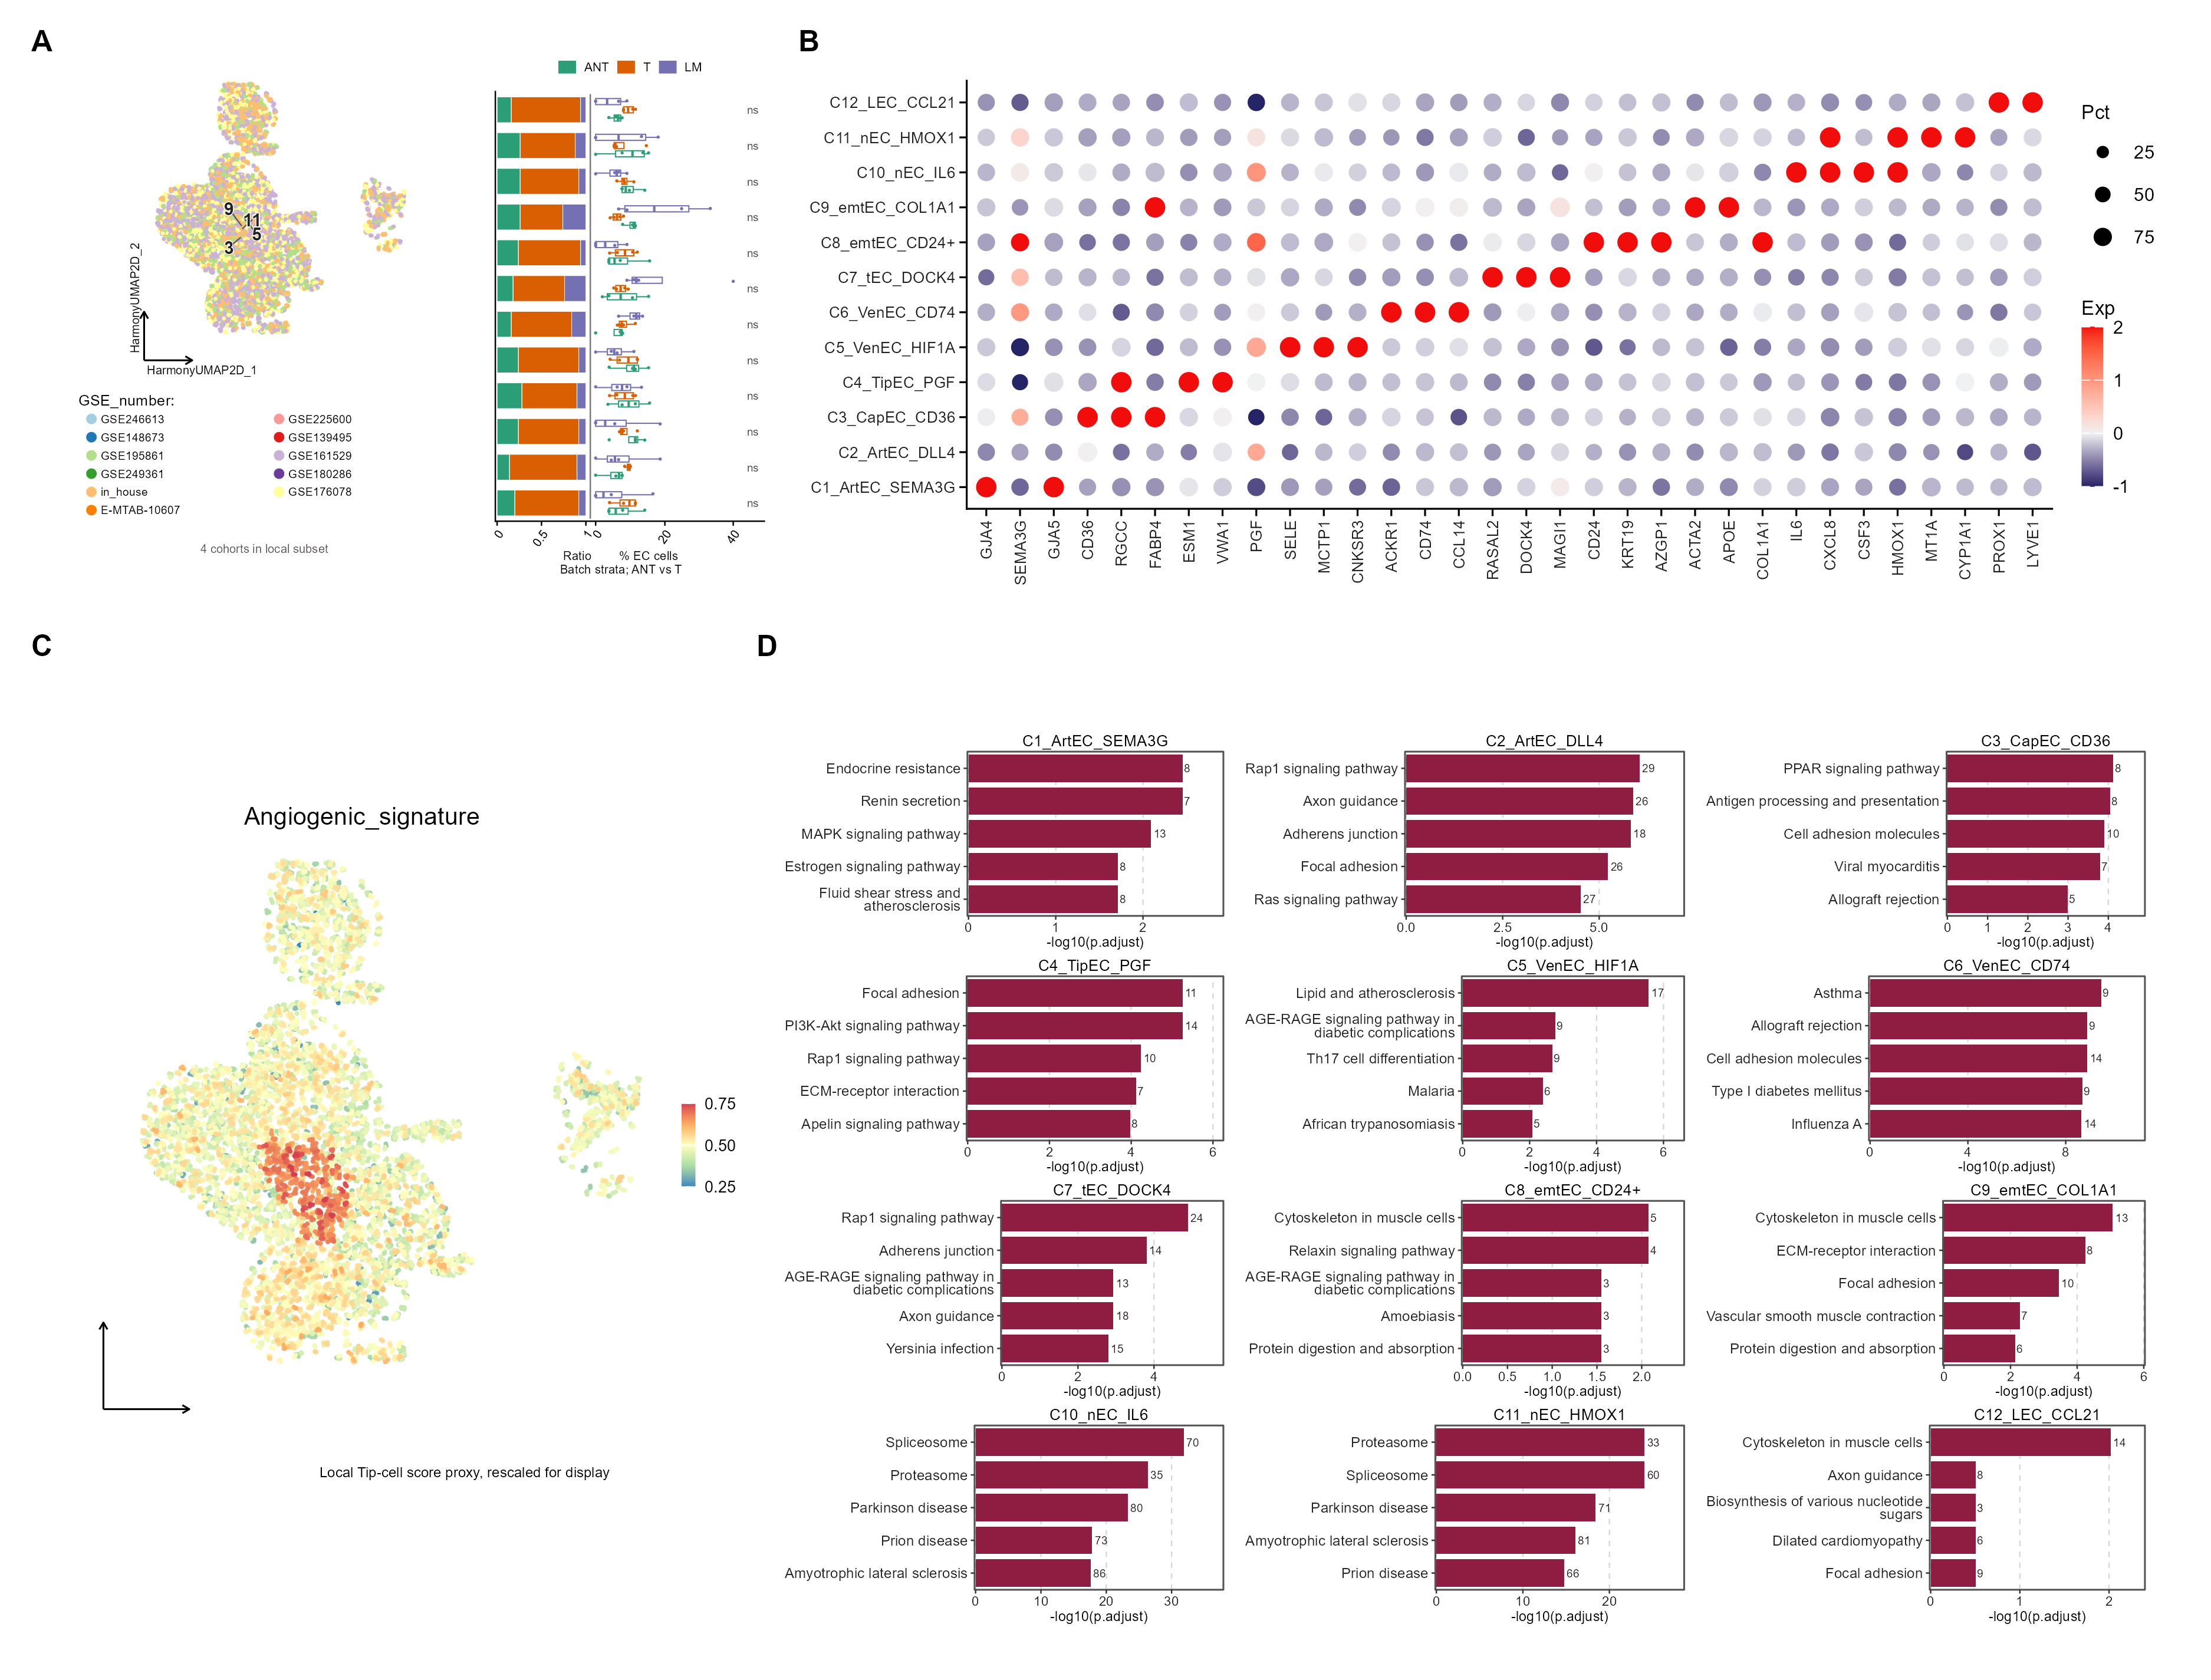 A
ANT T LM
9
11
5
3
HarmonyUMAP2D_2
HarmonyUMAP2D_1
GSE_number:
GSE246613
GSE148673
GSE195861
GSE249361
in_house
E-MTAB-10607
GSE225600
GSE139495
GSE161529
GSE180286
GSE176078
4 cohorts in local subset
ns
ns
ns
ns
ns
ns
ns
ns
ns
ns
ns
ns
0 0.5 1 0 20 40
Ratio % EC cells
Batch strata; ANT vs T
B
C12_LEC_CCL21
C11_nEC_HMOX1
C10_nEC_IL6
C9_emtEC_COL1A1
C8_emtEC_CD24+
C7_tEC_DOCK4
C6_VenEC_CD74
C5_VenEC_HIF1A
C4_TipEC_PGF
C3_CapEC_CD36
C2_ArtEC_DLL4
C1_ArtEC_SEMA3G
GJA4 SEMA3G GJA5 CD36 RGCC FABP4 ESM1 VWA1 PGF SELE MCTP1 CNKSR3 ACKR1 CD74 CCL14 RASAL2 DOCK4 MAGI1 CD24 KRT19 AZGP1 ACTA2 APOE COL1A1 IL6 CXCL8 CSF3 HMOX1 MT1A CYP1A1 PROX1 LYVE1
Pct
25
50
75
Exp
2
1
0
-1
C
Angiogenic_signature
0.75
0.50
0.25
Local Tip-cell score proxy, rescaled for display
D
C1_ArtEC_SEMA3G
Endocrine resistance 8
Renin secretion 7
MAPK signaling pathway 13
Estrogen signaling pathway 8
Fluid shear stress and
atherosclerosis 8
0 1 2
-log10(p.adjust)
C2_ArtEC_DLL4
Rap1 signaling pathway 29
Axon guidance 26
Adherens junction 18
Focal adhesion 26
Ras signaling pathway 27
0.0 2.5 5.0
-log10(p.adjust)
C3_CapEC_CD36
PPAR signaling pathway 8
Antigen processing and presentation 8
Cell adhesion molecules 10
Viral myocarditis 7
Allograft rejection 5
0 1 2 3 4
-log10(p.adjust)
C4_TipEC_PGF
Focal adhesion 11
PI3K-Akt signaling pathway 14
Rap1 signaling pathway 10
ECM-receptor interaction 7
Apelin signaling pathway 8
0 2 4 6
-log10(p.adjust)
C5_VenEC_HIF1A
Lipid and atherosclerosis 17
AGE-RAGE signaling pathway in
diabetic complications 9
Th17 cell differentiation 9
Malaria 6
African trypanosomiasis 5
0 2 4 6
-log10(p.adjust)
C6_VenEC_CD74
Asthma 9
Allograft rejection 9
Cell adhesion molecules 14
Type I diabetes mellitus 9
Influenza A 14
0 4 8
-log10(p.adjust)
C7_tEC_DOCK4
Rap1 signaling pathway 24
Adherens junction 14
AGE-RAGE signaling pathway in
diabetic complications 13
Axon guidance 18
Yersinia infection 15
0 2 4
-log10(p.adjust)
C8_emtEC_CD24+
Cytoskeleton in muscle cells 5
Relaxin signaling pathway 4
AGE-RAGE signaling pathway in
diabetic complications 3
Amoebiasis 3
Protein digestion and absorption 3
0.0 0.5 1.0 1.5 2.0
-log10(p.adjust)
C9_emtEC_COL1A1
Cytoskeleton in muscle cells 13
ECM-receptor interaction 8
Focal adhesion 10
Vascular smooth muscle contraction 7
Protein digestion and absorption 6
0 2 4 6
-log10(p.adjust)
C10_nEC_IL6
Spliceosome 70
Proteasome 35
Parkinson disease 80
Prion disease 73
Amyotrophic lateral sclerosis 86
0 10 20 30
-log10(p.adjust)
C11_nEC_HMOX1
Proteasome 33
Spliceosome 60
Parkinson disease 71
Amyotrophic lateral sclerosis 81
Prion disease 66
0 10 20
-log10(p.adjust)
C12_LEC_CCL21
Cytoskeleton in muscle cells 14
Axon guidance 8
Biosynthesis of various nucleotide
sugars 3
Dilated cardiomyopathy 6
Focal adhesion 9
0 1 2
-log10(p.adjust)